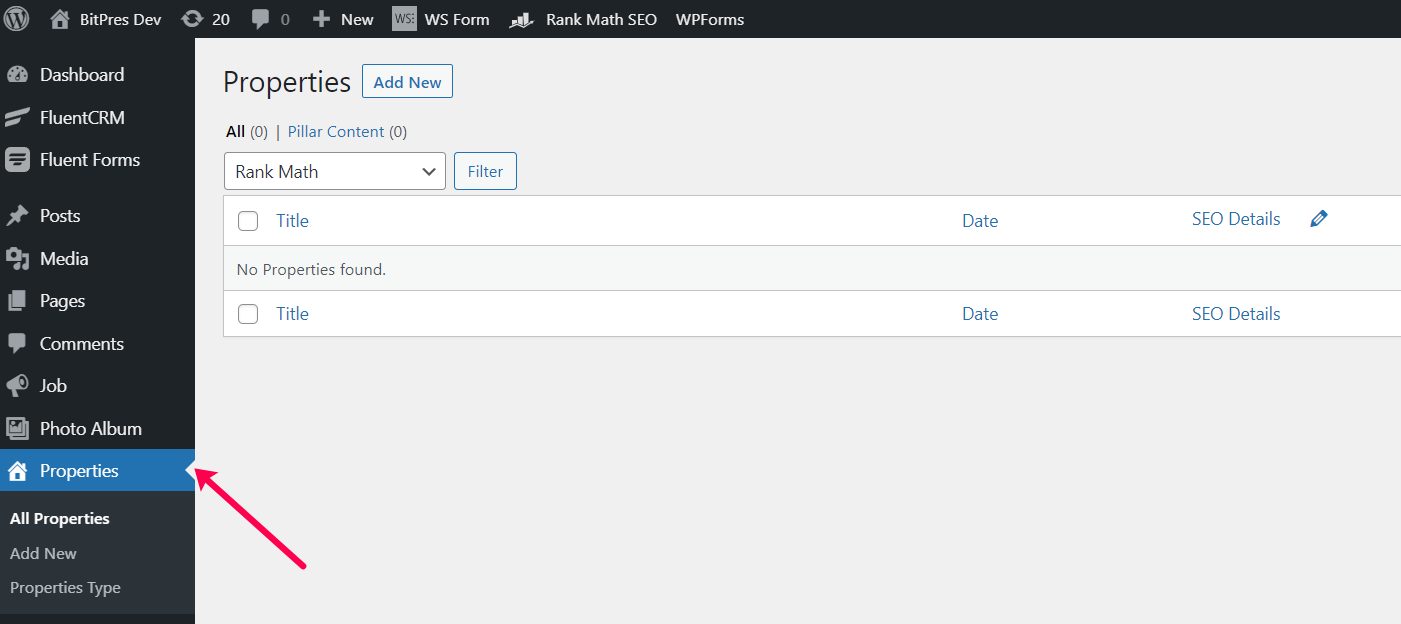 BitPres Dev 20 0 New WS Form Rank Math SEO WPForms
Dashboard
FluentCRM
Fluent Forms
Posts
Media
Pages
Comments
Job
Photo Album
Properties
All Properties
Add New
Properties Type
Properties Add New
All (0) | Pillar Content (0)
Rank Math Filter
Title Date SEO Details
No Properties found.
Title Date SEO Details